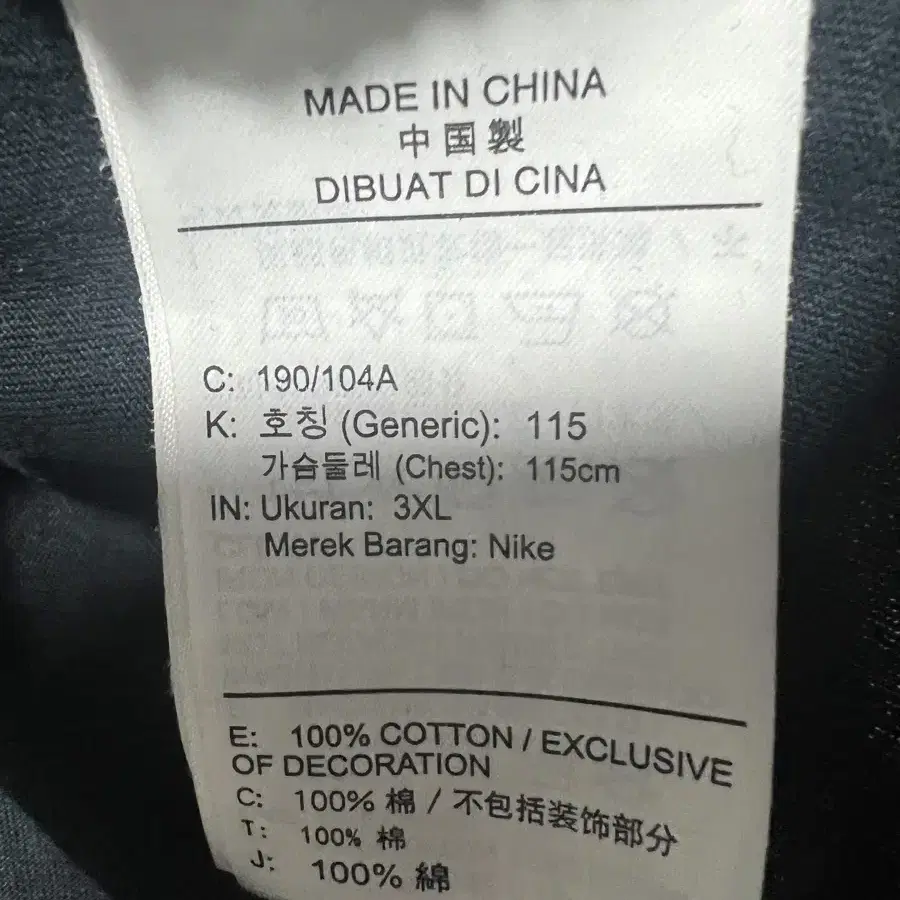 MADE IN CHINA
中国製
DIBUAT DI CINA
C: 190/104A
K: 호칭 (Generic): 115
가슴둘레 (Chest): 115cm
IN: Ukuran: 3XL
Merek Barang: Nike
E: 100% COTTON / EXCLUSIVE
OF DECORATION
C: 100% 棉 / 不包括装饰部分
T: 100% 棉
J: 100% 綿